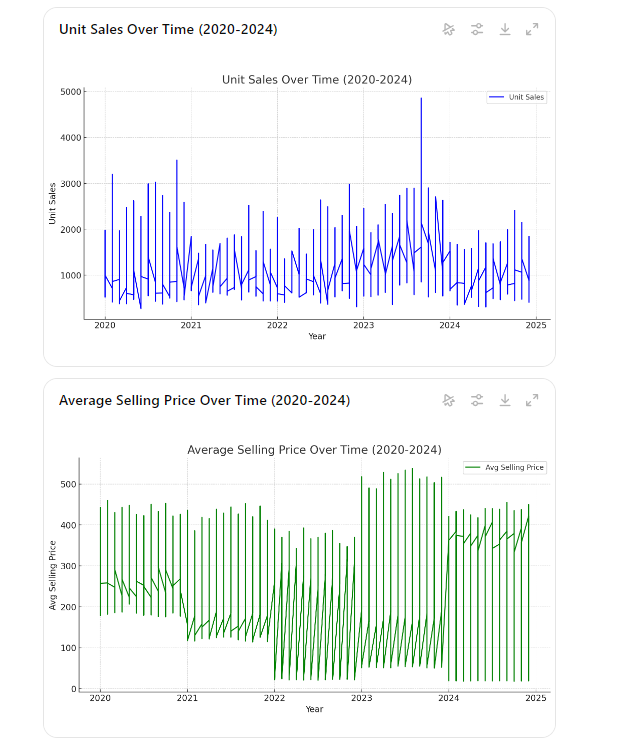 Unit Sales Over Time (2020-2024)
Unit Sales Over Time (2020-2024)
Unit Sales
5000
4000
3000
2000
1000
Unit Sales
2020 2021 2022 2023 2024 2025
Year
Average Selling Price Over Time (2020-2024)
Average Selling Price Over Time (2020-2024)
Avg Selling Price
500
400
300
200
100
0
Avg Selling Price
2020 2021 2022 2023 2024 2025
Year